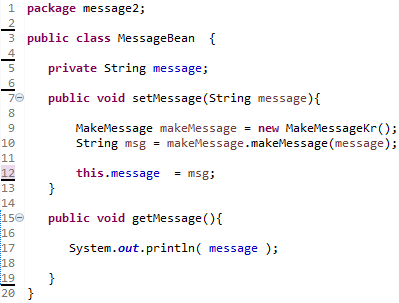 1 package message2;
2
3 public class MessageBean  {
4
5    private String message;
6
7    public void setMessage(String message){
8
9        MakeMessage makeMessage = new MakeMessageKr();
10        String msg = makeMessage.makeMessage(message);
11
12        this.message  = msg;
13    }
14
15    public void getMessage(){
16
17       System.out.println( message );
18
19    }
20 }